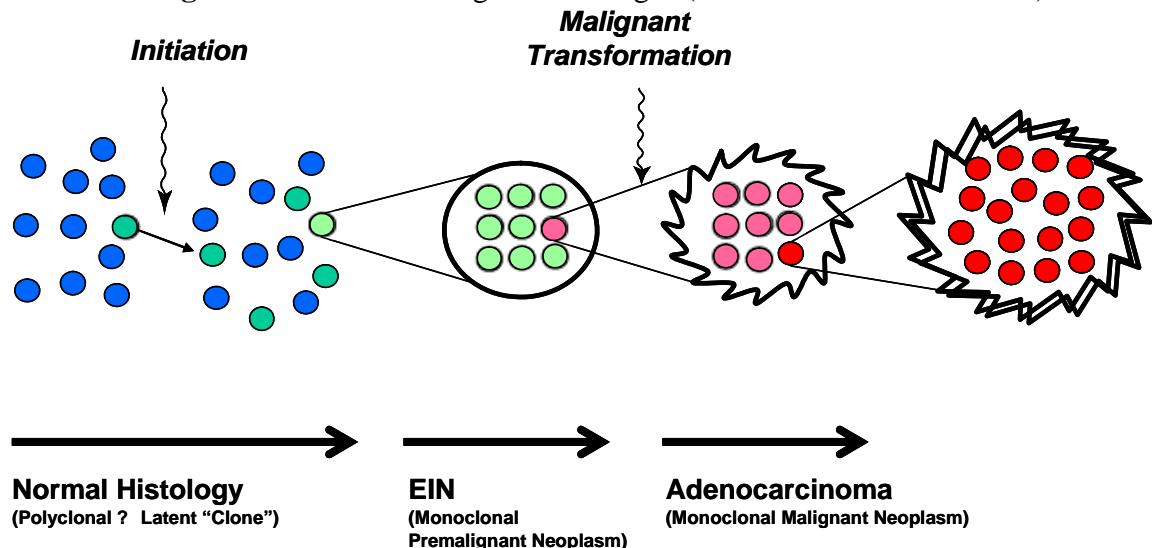 Initiation
Malignant
Transformation
Normal Histology
(Polyclonal ? Latent “Clone”)
EIN
(Monoclonal
Premalignant Neoplasm)
Adenocarcinoma
(Monoclonal Malignant Neoplasm)